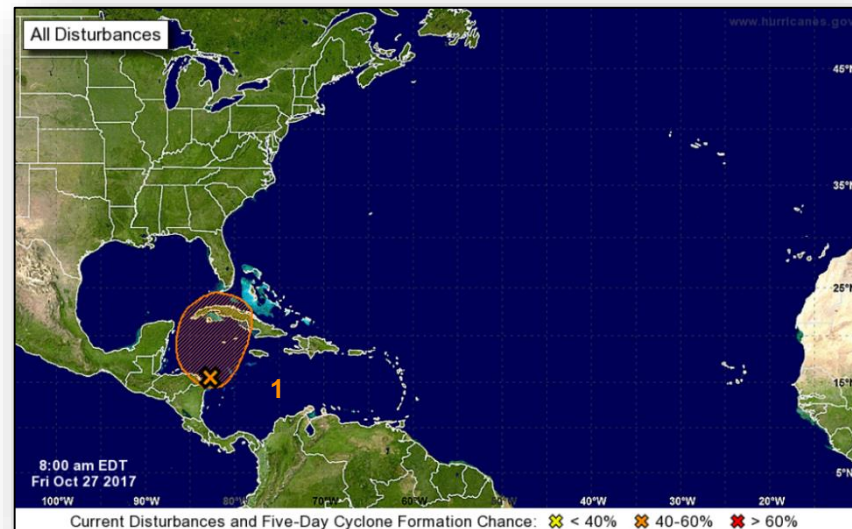 All Disturbances
www.hurricanes.gov
45°N
35°N
25°N
15°N
5°N
1
8:00 am EDT
Fri Oct 27 2017
100°W 90°W 80°W 70°W 60°W 50°W 40°W 30°W 20°W
Current Disturbances and Five-Day Cyclone Formation Chance: < 40% 40-60% > 60%